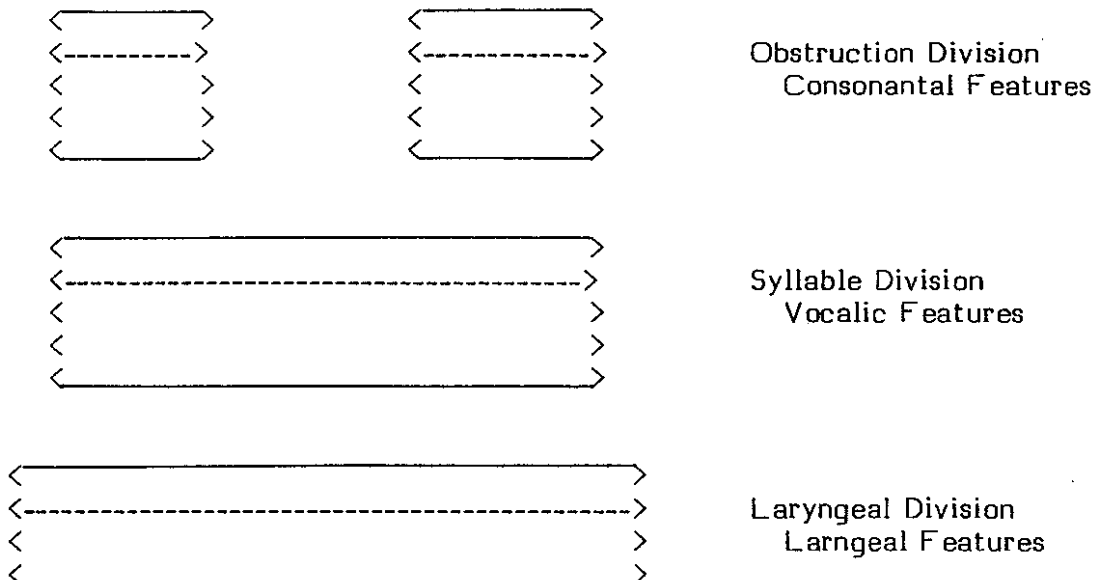 Obstruction Division
Consonantal Features
Syllable Division
Vocalic Features
Laryngeal Division
Larngeal Features